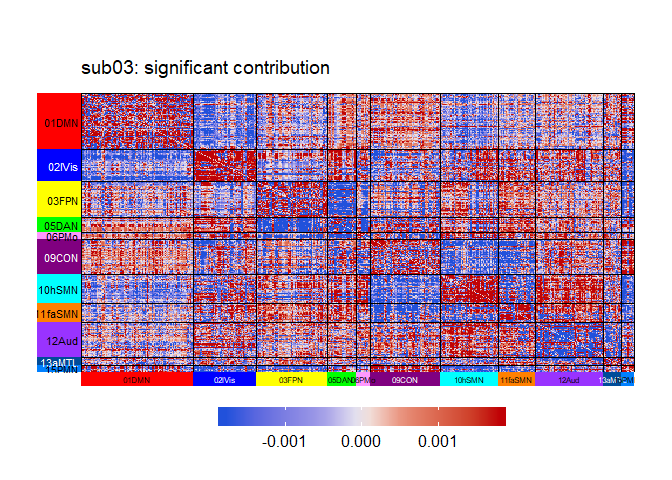 sub03: significant contribution
01DMN
02lVis
03FPN
05DAN
06PMo
09CON
10hSMN
11faSMN
12Aud
13aMTL
01DMN
02lVis
03FPN
05DAN
06PMo
09CON
10hSMN
11faSMN
12Aud
-0.001 0.000 0.001